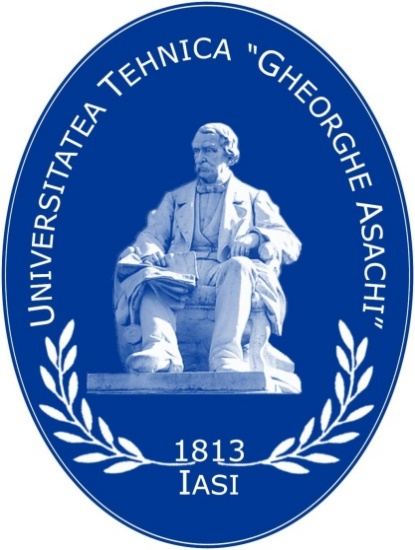 UNIVERSITATEA TEHNICA "GHEORGHE ASACHI"
1813
IASI